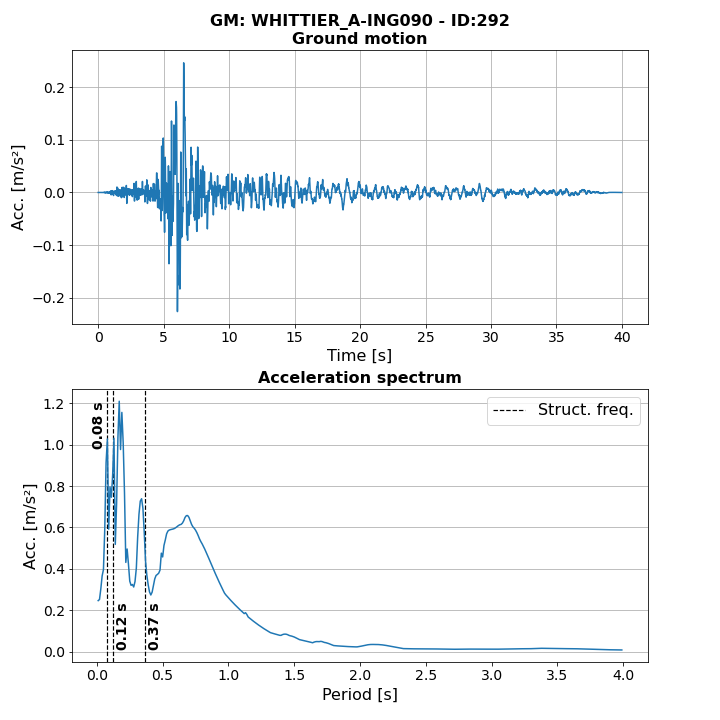 GM: WHITTIER_A-ING090 - ID:292
Ground motion
Acc. [m/s²]
0.2
0.1
0.0
−0.1
−0.2
0 5 10 15 20 25 30 35 40
Time [s]
Acceleration spectrum
Acc. [m/s²]
1.2
1.0
0.8
0.6
0.4
0.2
0.0
0.08 s
0.12 s
0.37 s
Struct. freq.
0.0 0.5 1.0 1.5 2.0 2.5 3.0 3.5 4.0
Period [s]